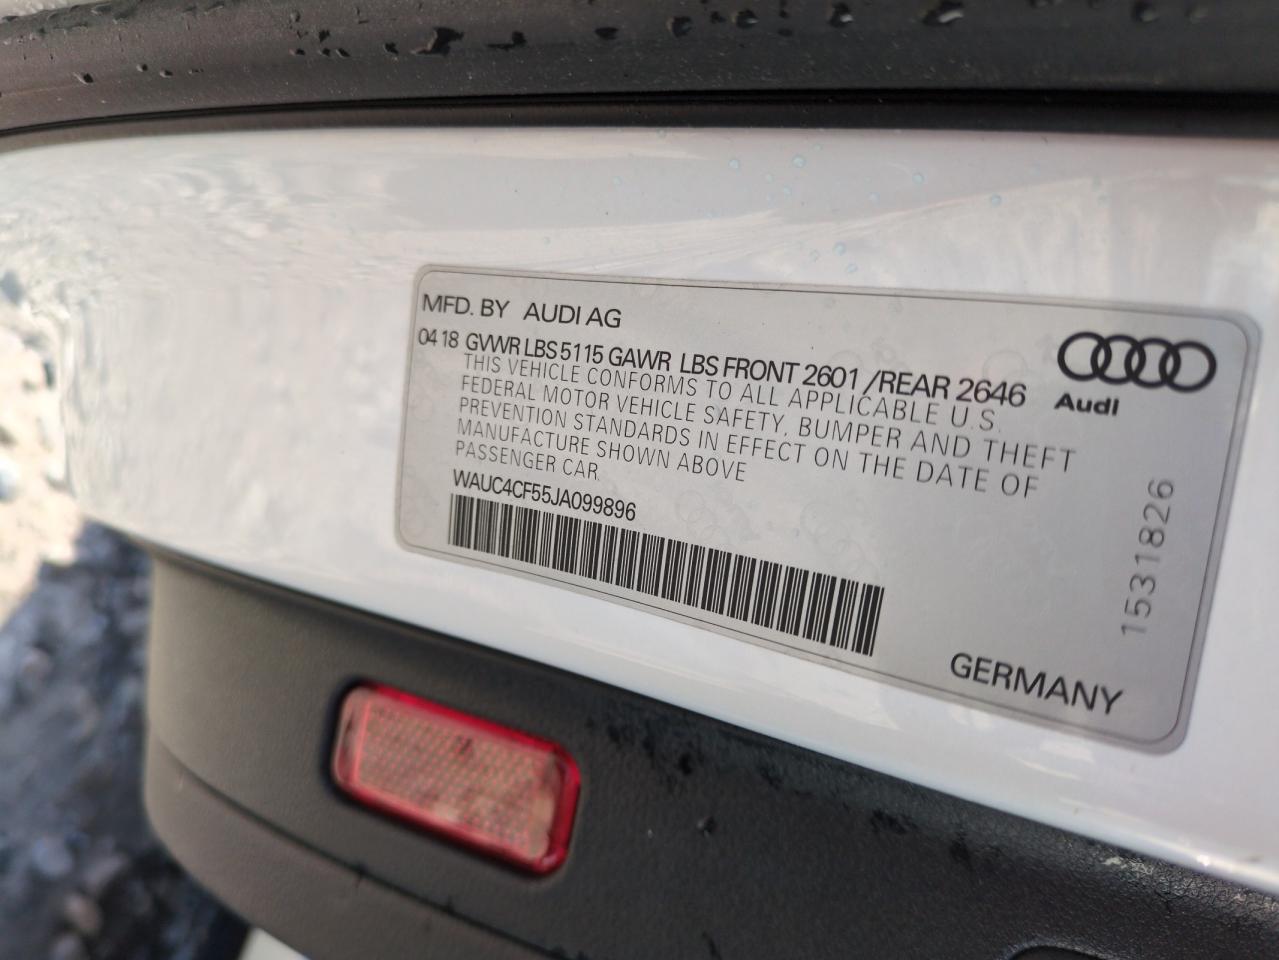 MFD. BY AUDI AG
04 18 GVWR LBS 5115 GAWR LBS FRONT 2601 / REAR 2646
THIS VEHICLE CONFORMS TO ALL APPLICABLE U.S.
FEDERAL MOTOR VEHICLE SAFETY, BUMPER AND THEFT
PREVENTION STANDARDS IN EFFECT ON THE DATE OF
MANUFACTURE SHOWN ABOVE
PASSENGER CAR
WAUC4CF55JA099896
Audi
1531826
GERMANY